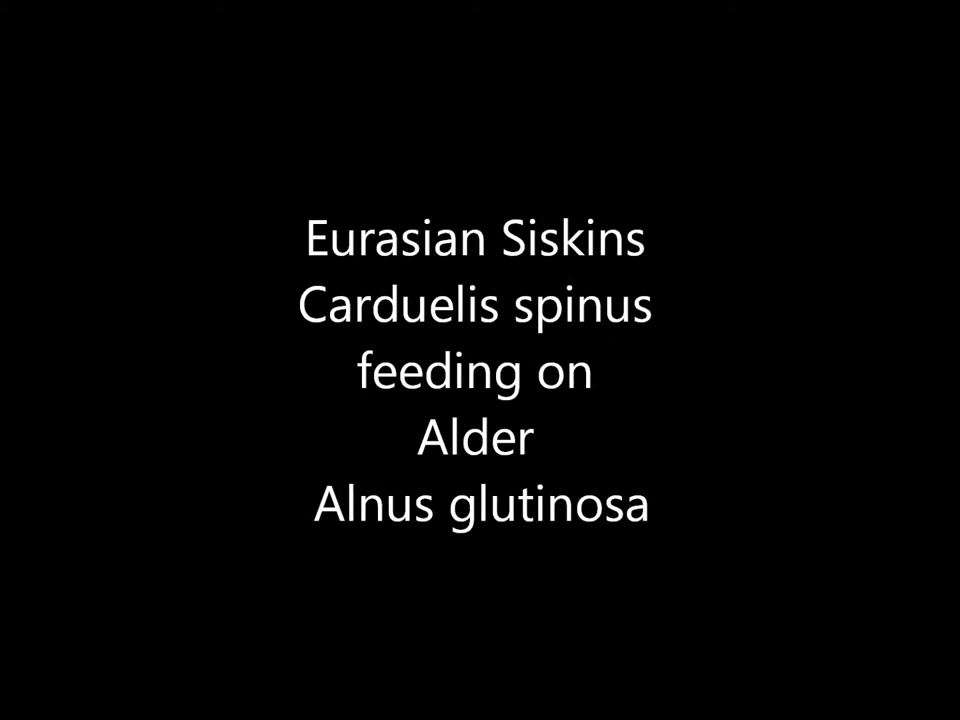 Eurasian Siskins
Carduelis spinus
feeding on
Alder
Alnus glutinosa